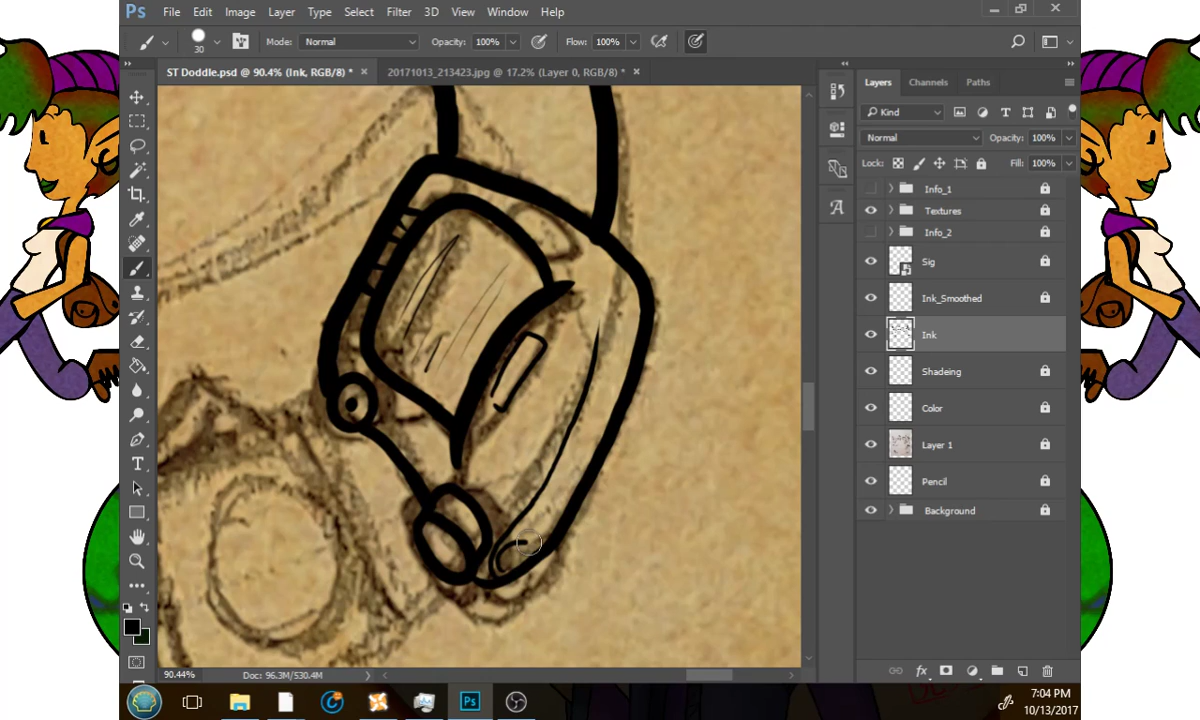 Ps File Edit Image Layer Type Select Filter 3D View Window Help
30 Mode: Normal Opacity: 100% Flow: 100%
ST Doddle.psd @ 90.4% (Ink, RGB/8) * × 20171013_213423.jpg @ 17.2% (Layer 0, RGB/8) * ×
Layers Channels Paths
Kind
Normal Opacity: 100%
Lock: Fill: 100%
Info_1
Textures
Info_2
Sig
Ink_Smoothed
Ink
Shadeing
Color
Layer 1
Pencil
Background
90.44% Doc: 96.3M/530.4M
fx
Ps
7:04 PM
10/13/2017